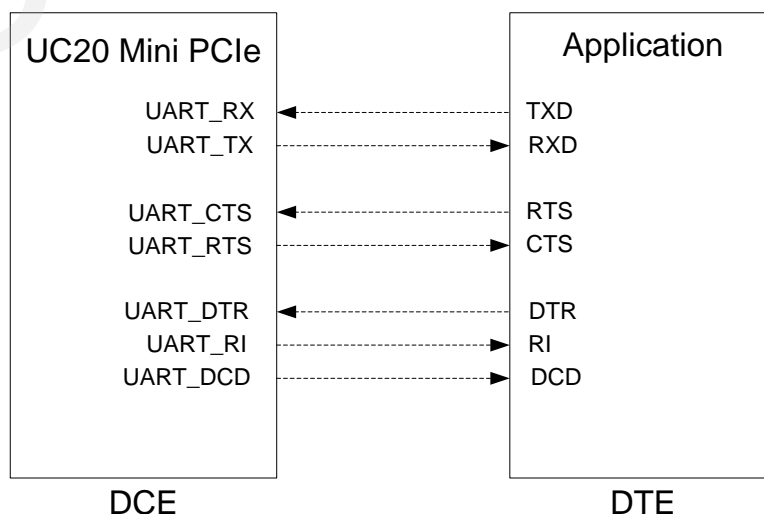 UC20 Mini PCIe
Application
UART_RX
TXD
UART_TX
RXD
UART_CTS
RTS
UART_RTS
CTS
UART_DTR
DTR
UART_RI
RI
UART_DCD
DCD
DCE
DTE